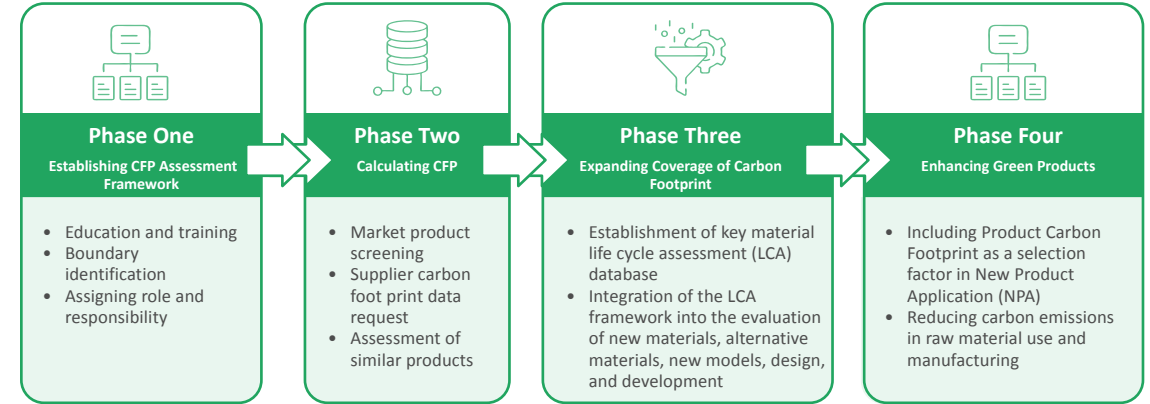 Phase One
Establishing CFP Assessment
Framework
• Education and training
• Boundary
identification
• Assigning role and
responsibility
Phase Two
Calculating CFP
• Market product
screening
• Supplier carbon
foot print data
request
• Assessment of
similar products
Phase Three
Expanding Coverage of Carbon
Footprint
• Establishment of key material
life cycle assessment (LCA)
database
• Integration of the LCA
framework into the evaluation
of new materials, alternative
materials, new models, design,
and development
Phase Four
Enhancing Green Products
• Including Product Carbon
Footprint as a selection
factor in New Product
Application (NPA)
• Reducing carbon emissions
in raw material use and
manufacturing